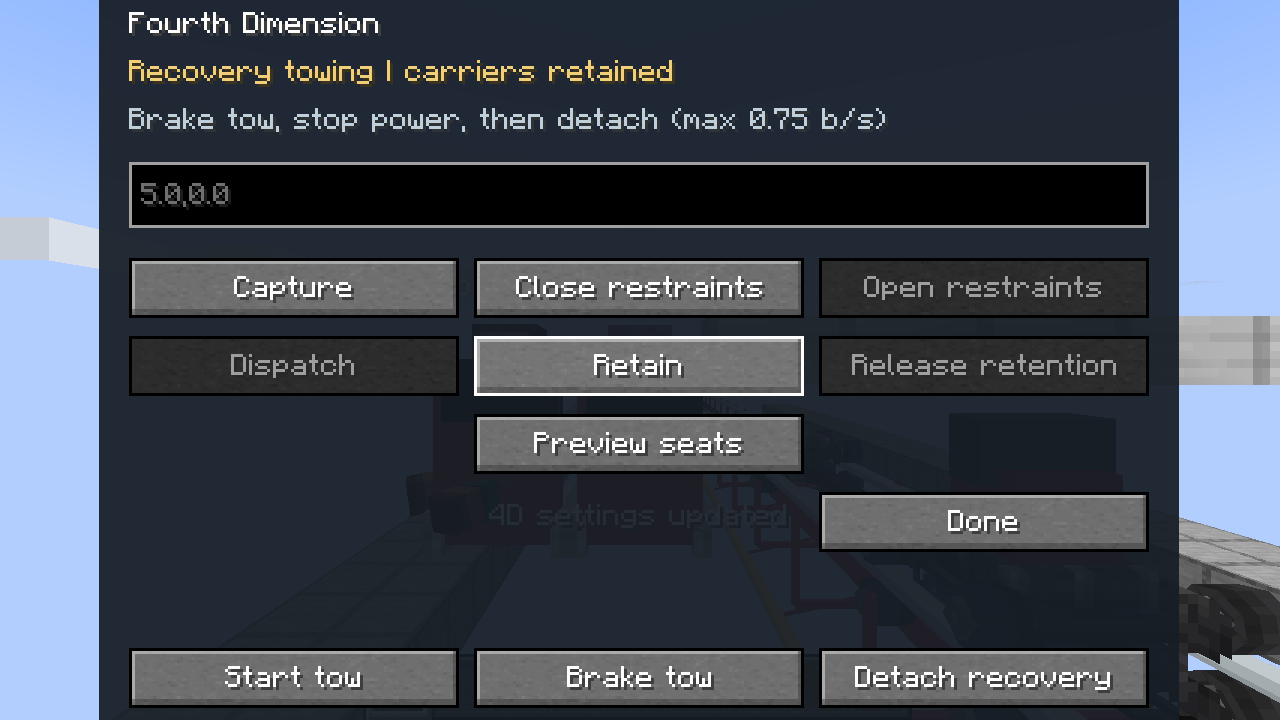 Fourth Dimension
Recovery towing | carriers retained
Brake tow, stop power, then detach (max 0.75 b/s)
5.0,0.0
Capture
Close restraints
Open restraints
Dispatch
Retain
Release retention
Preview seats
4D settings updated
Done
Start tow
Brake tow
Detach recovery